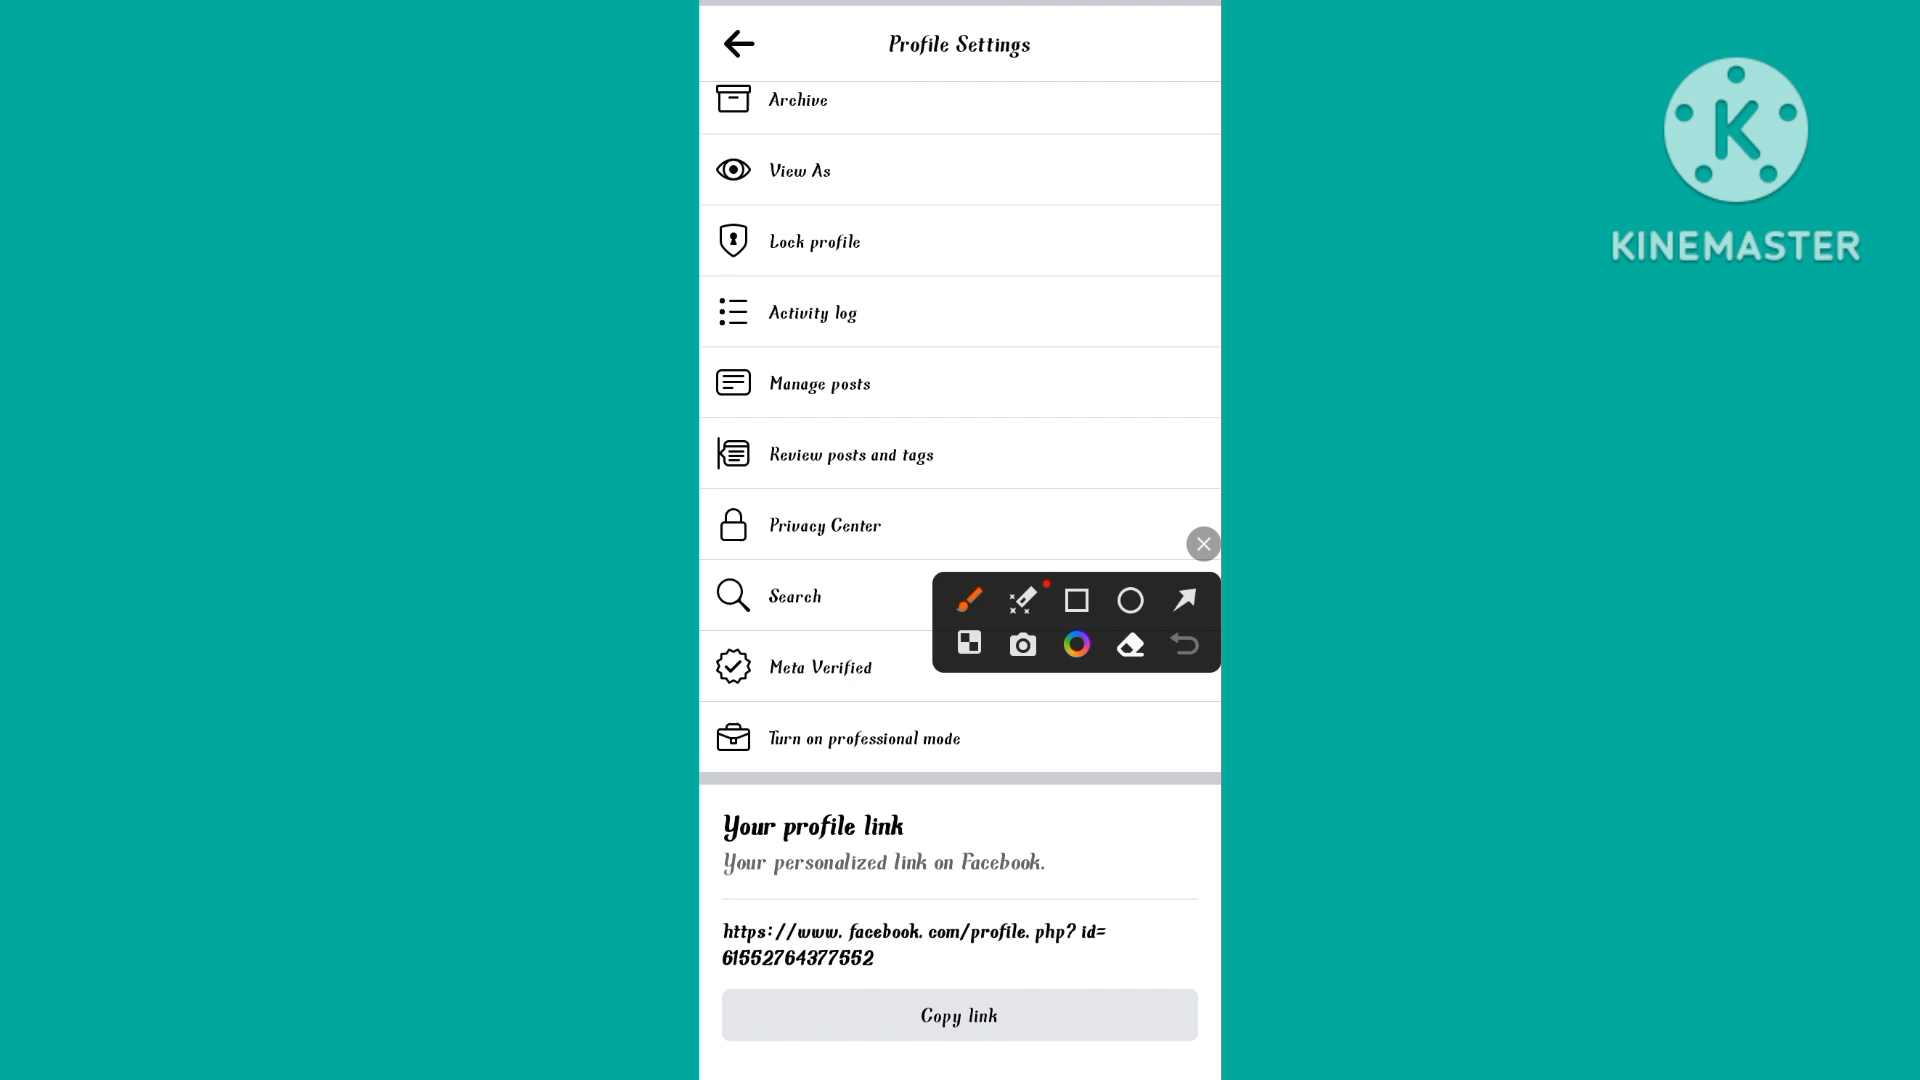 Profile Settings
Archive
View As
Lock profile
Activity log
Manage posts
Review posts and tags
Privacy Center
Search
Meta Verified
Turn on professional mode
Your profile link
Your personalized link on Facebook.
https://www. facebook. com/profile. php? id=
61552764377552
Copy link
K
KINEMASTER